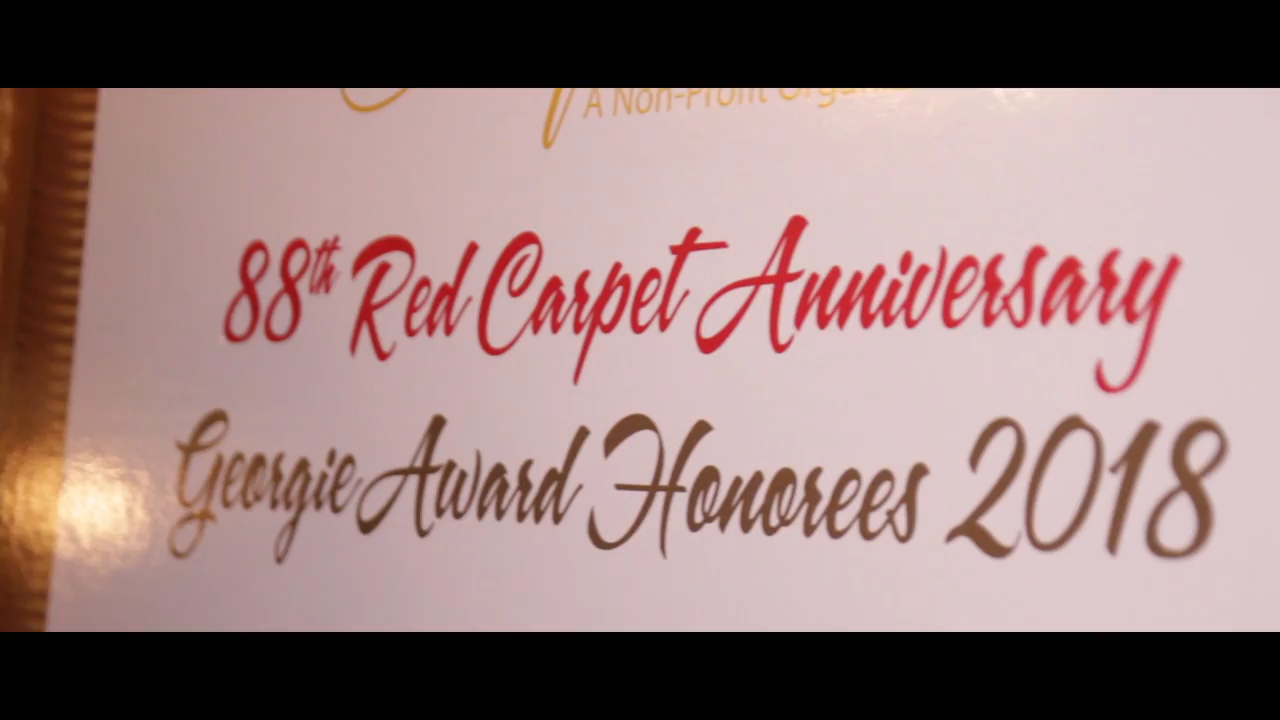 A Non-Profit
88th Red Carpet Anniversary
Georgie Award Honorees 2018